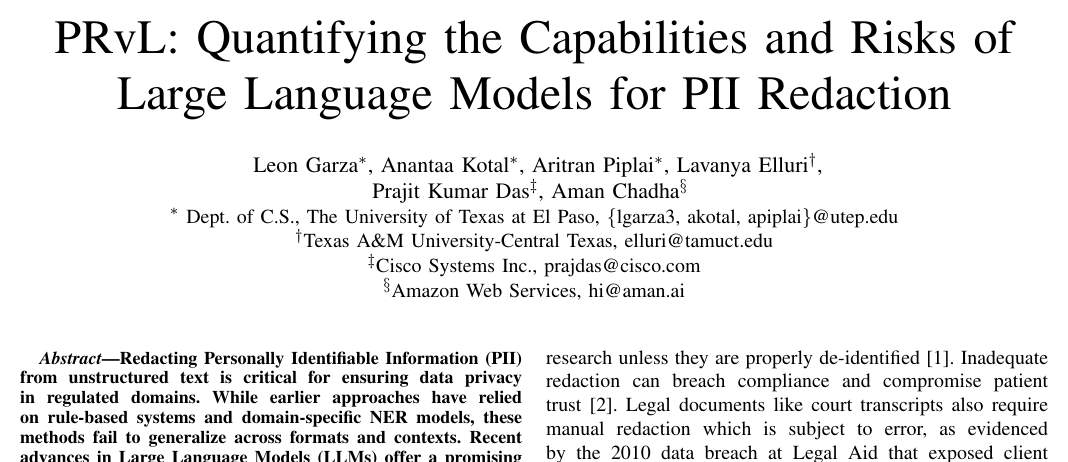 PRvL: Quantifying the Capabilities and Risks of
Large Language Models for PII Redaction
Leon Garza*, Anantaa Kotal*, Aritran Piplai*, Lavanya Elluri†,
Prajit Kumar Das‡, Aman Chadha§
* Dept. of C.S., The University of Texas at El Paso, {lgarza3, akotal, apiplai}@utep.edu
†Texas A&M University-Central Texas, elluri@tamuct.edu
‡Cisco Systems Inc., prajdas@cisco.com
§Amazon Web Services, hi@aman.ai
Abstract—Redacting Personally Identifiable Information (PII)
from unstructured text is critical for ensuring data privacy
in regulated domains. While earlier approaches have relied
on rule-based systems and domain-specific NER models, these
methods fail to generalize across formats and contexts. Recent
advances in Large Language Models (LLMs) offer a promising
research unless they are properly de-identified [1]. Inadequate
redaction can breach compliance and compromise patient
trust [2]. Legal documents like court transcripts also require
manual redaction which is subject to error, as evidenced
by the 2010 data breach at Legal Aid that exposed client